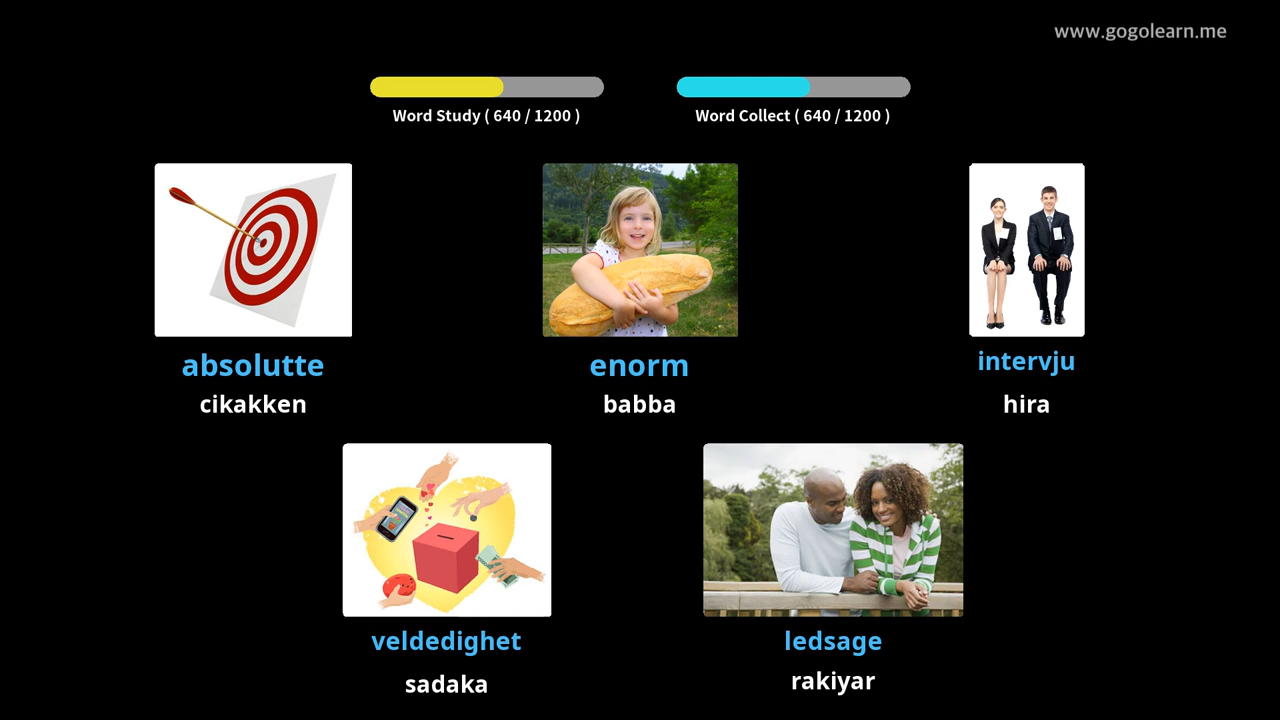 www.gogolearn.me
Word Study ( 640 / 1200 )
Word Collect ( 640 / 1200 )
absolutte
cikakken
enorm
babba
intervju
hira
veldedighet
sadaka
ledsage
rakiyar